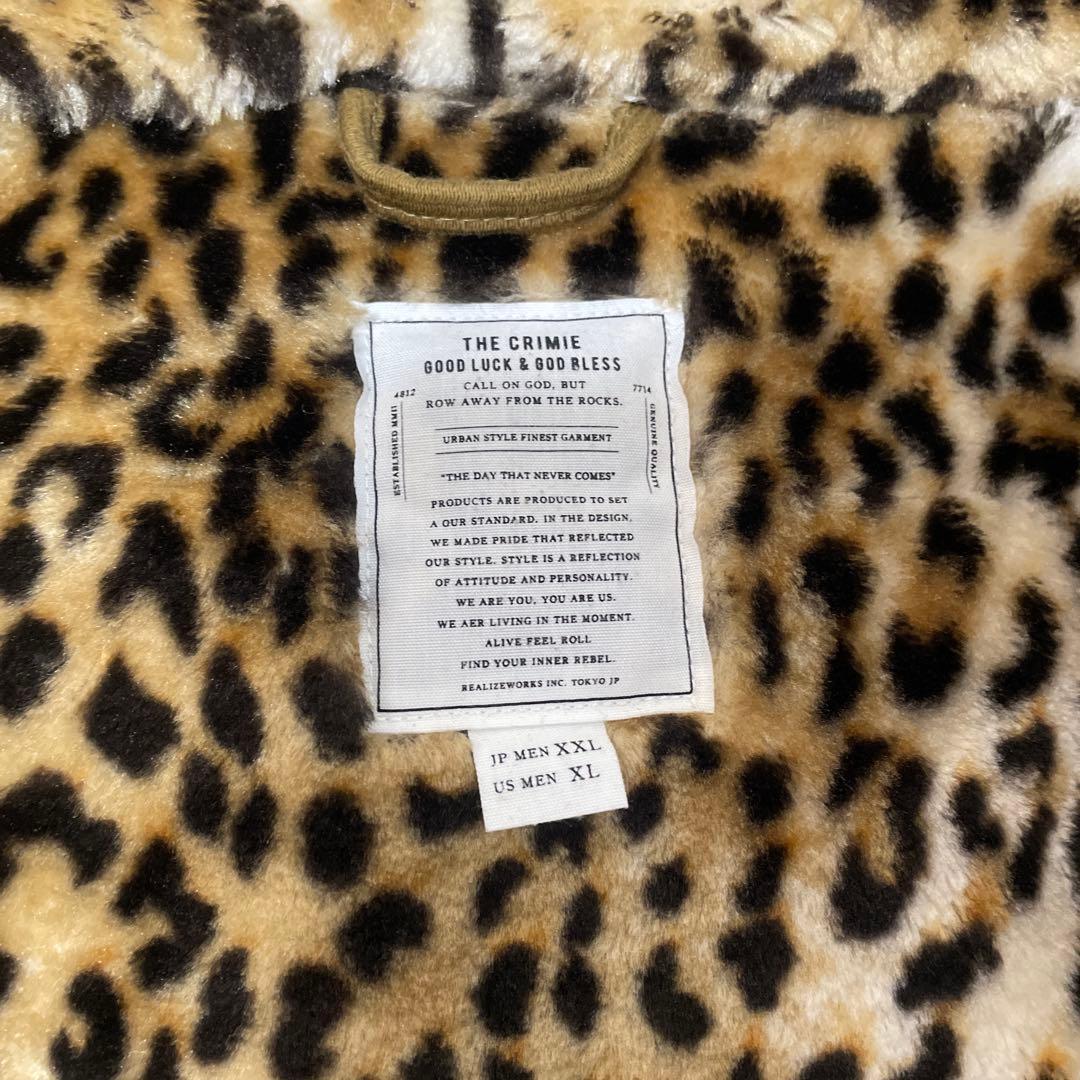 THE CRIMIE
GOOD LUCK & GOD BLESS
CALL ON GOD, BUT
ROW AWAY FROM THE ROCKS.
4812
7714
ESTABLISHED MMII
GENUINE QUALITY
URBAN STYLE FINEST GARMENT
"THE DAY THAT NEVER COMES"
PRODUCTS ARE PRODUCED TO SET
A OUR STANDARD. IN THE DESIGN,
WE MADE PRIDE THAT REFLECTED
OUR STYLE. STYLE IS A REFLECTION
OF ATTITUDE AND PERSONALITY.
WE ARE YOU, YOU ARE US.
WE AER LIVING IN THE MOMENT.
ALIVE FEEL ROLL
FIND YOUR INNER REBEL.
REALIZEWORKS INC. TOKYO JP
JP MEN XXL
US MEN XL